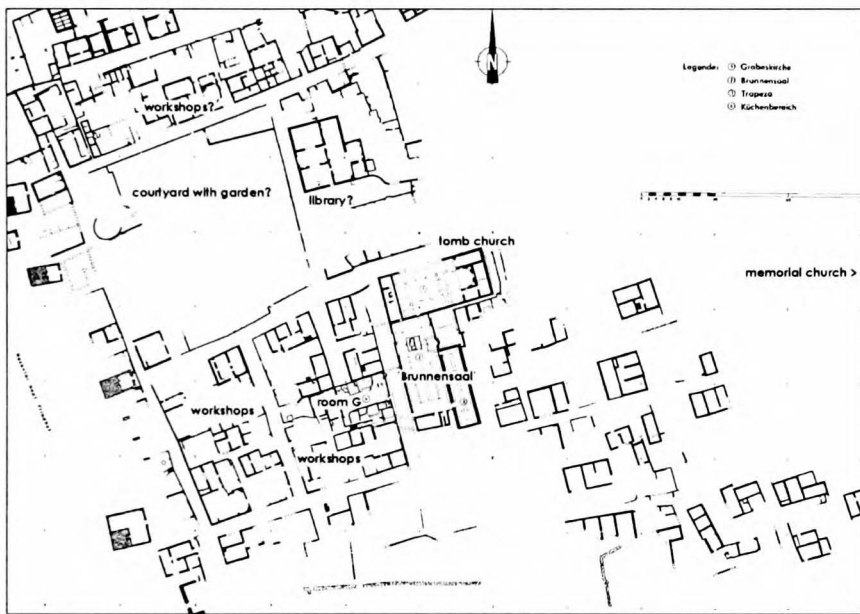 N
Legende: ① Grabeskirche
② Brunnensaal
③ Trapeza
④ Küchenbereich
workshops?
courtyard with garden?
library?
tomb church
memorial church >
Brunnensaal
room G
workshops
workshops